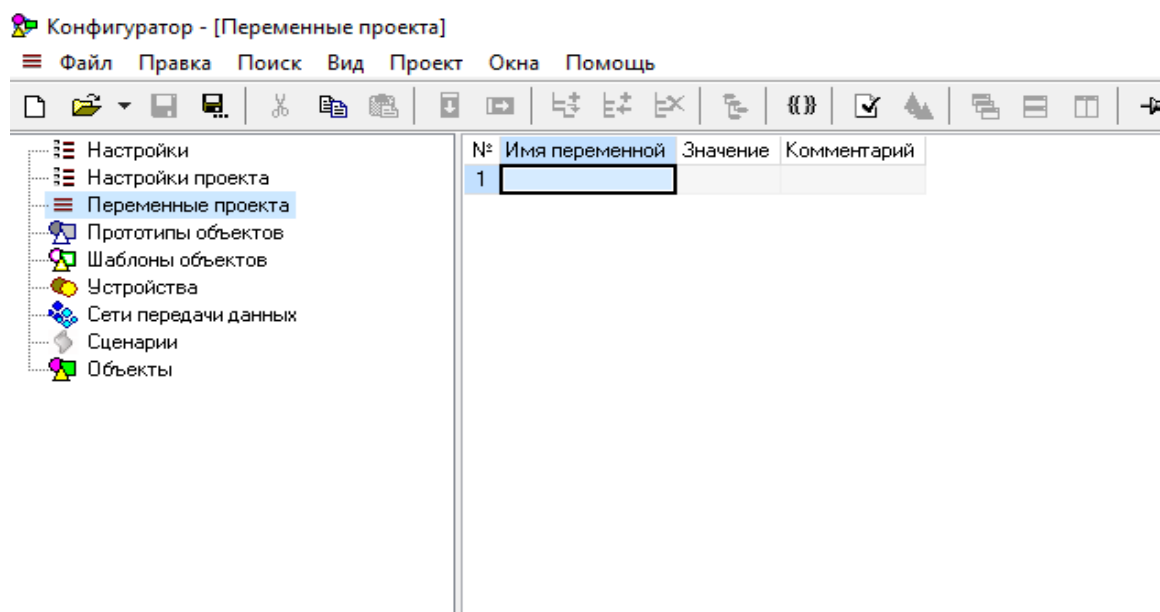 Конфигуратор - [Переменные проекта]
Файл Правка Поиск Вид Проект Окна Помощь
Настройки
Настройки проекта
Переменные проекта
Прототипы объектов
Шаблоны объектов
Устройства
Сети передачи данных
Сценарии
Объекты
№ Имя переменной Значение Комментарий
1